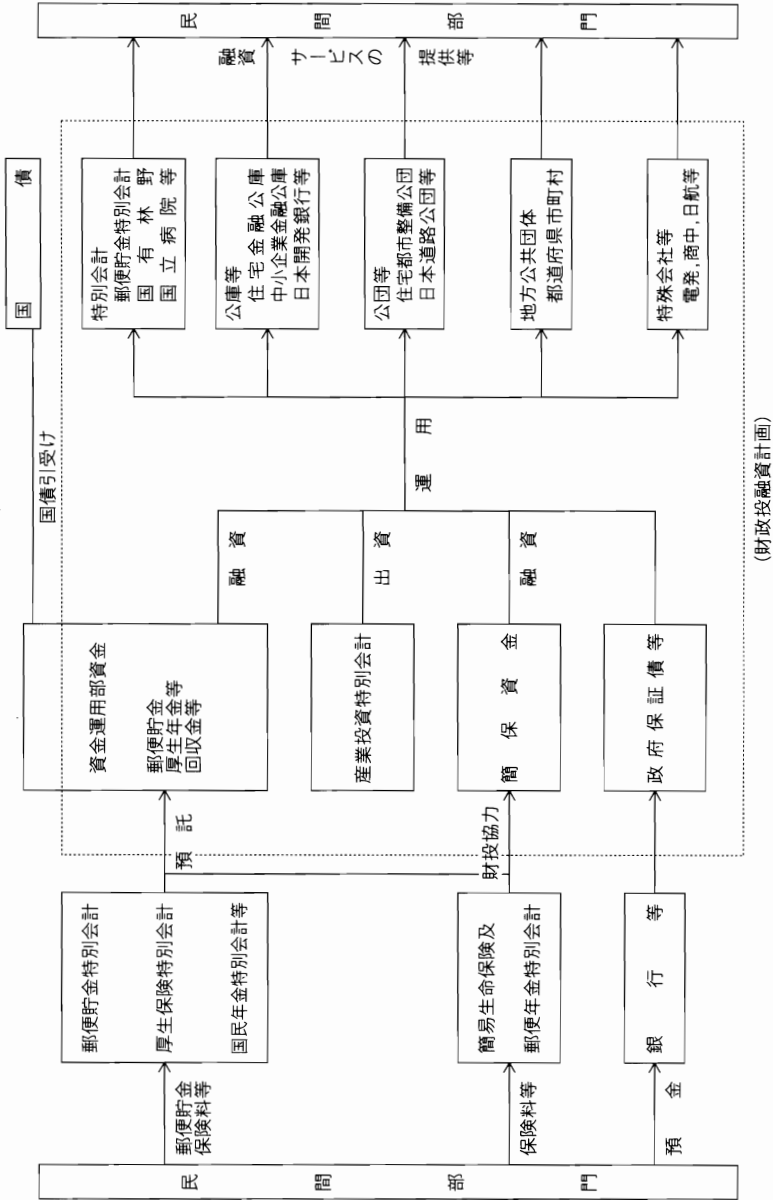 民間部門
郵便貯金
保険料等
保険料等
預金
郵便貯金特別会計
厚生保険特別会計
国民年金特別会計等
簡易生命保険及
郵便年金特別会計
銀行等
預託
財投協力
資金運用部資金
郵便貯金
厚生年金等
回収金等
産業投資特別会計
簡保資金
政府保証債等
国債引受け
国債
融資
出資
融資
運用
特別会計
郵便貯金特別会計
国有林野
国立病院等
公庫等
住宅金融公庫
中小企業金融公庫
日本開発銀行等
公団等
住宅都市整備公団
日本道路公団等
地方公共団体
都道府県市町村
特殊会社等
電発,商中,日航等
融資
サービスの
提供等
民間部門
(財政投融資計画)